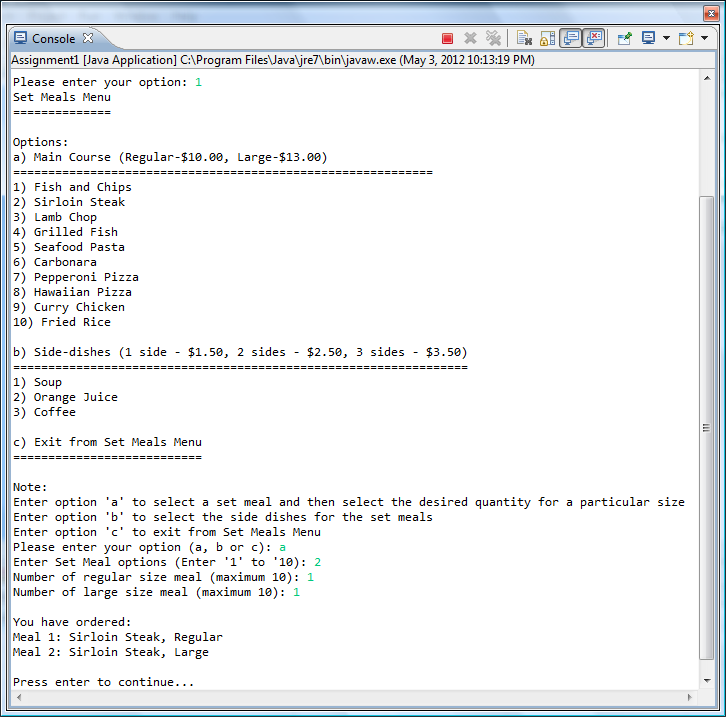 Console
Assignment1 [Java Application] C:\Program Files\Java\jre7\bin\javaw.exe (May 3, 2012 10:13:19 PM)
Please enter your option: 1
Set Meals Menu
==============
Options:
a) Main Course (Regular-$10.00, Large-$13.00)
============================================================
1) Fish and Chips
2) Sirloin Steak
3) Lamb Chop
4) Grilled Fish
5) Seafood Pasta
6) Carbonara
7) Pepperoni Pizza
8) Hawaiian Pizza
9) Curry Chicken
10) Fried Rice
b) Side-dishes (1 side - $1.50, 2 sides - $2.50, 3 sides - $3.50)
=================================================================
1) Soup
2) Orange Juice
3) Coffee
c) Exit from Set Meals Menu
===========================
Note:
Enter option 'a' to select a set meal and then select the desired quantity for a particular size
Enter option 'b' to select the side dishes for the set meals
Enter option 'c' to exit from Set Meals Menu
Please enter your option (a, b or c): a
Enter Set Meal options (Enter '1' to '10): 2
Number of regular size meal (maximum 10): 1
Number of large size meal (maximum 10): 1
You have ordered:
Meal 1: Sirloin Steak, Regular
Meal 2: Sirloin Steak, Large
Press enter to continue...